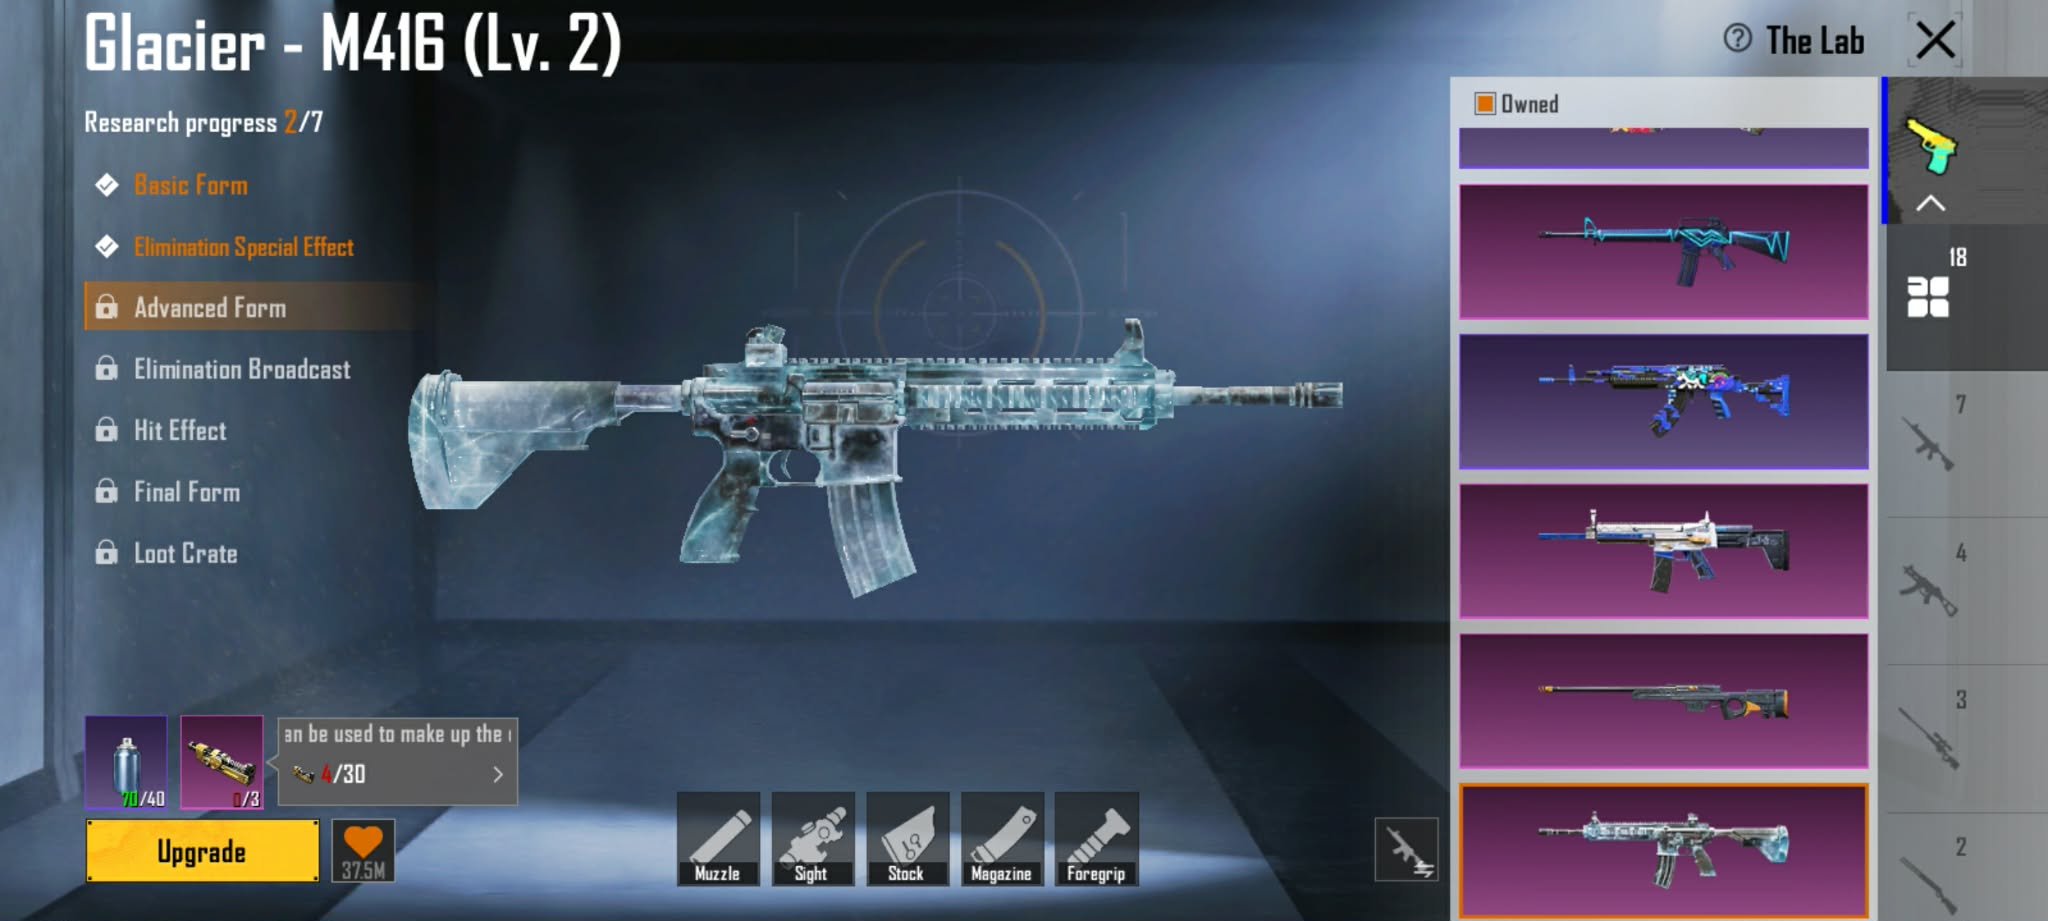 Glacier - M416 (Lv. 2)
Research progress 2/7
Basic Form
Elimination Special Effect
Advanced Form
Elimination Broadcast
Hit Effect
Final Form
Loot Crate
70/40
0/3
an be used to make up the
4/30
Upgrade
37.5M
Muzzle
Sight
Stock
Magazine
Foregrip
The Lab
Owned
18
7
4
3
2